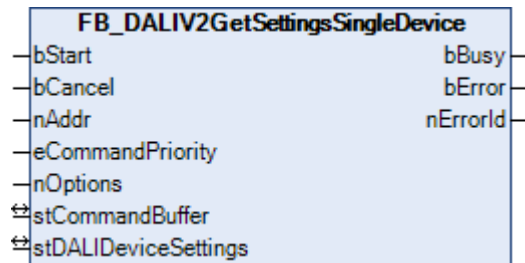 FB_DALIV2GetSettingsSingleDevice
bStart bBusy
bCancel bError
nAddr nErrorId
eCommandPriority
nOptions
stCommandBuffer
stDALIDeviceSettings